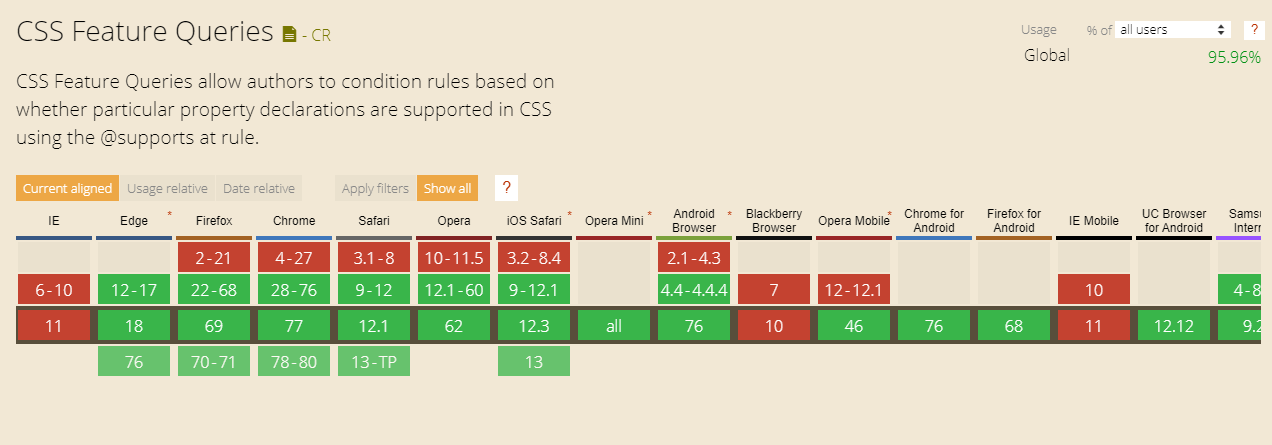 CSS Feature Queries - CR
Usage % of all users ?
Global 95.96%
CSS Feature Queries allow authors to condition rules based on
whether particular property declarations are supported in CSS
using the @supports at rule.
Current aligned Usage relative Date relative Apply filters Show all ?
IE Edge * Firefox Chrome Safari Opera iOS Safari * Opera Mini * Android Browser * Blackberry Browser Opera Mobile * Chrome for Android Firefox for Android IE Mobile UC Browser for Android
2-21 4-27 3.1-8 10-11.5 3.2-8.4 2.1-4.3
6-10 12-17 22-68 28-76 9-12 12.1-60 9-12.1 4.4-4.4.4 7 12-12.1 10 4-8
11 18 69 77 12.1 62 12.3 all 76 10 46 76 68 11 12.12 9.2
76 70-71 78-80 13-TP 13